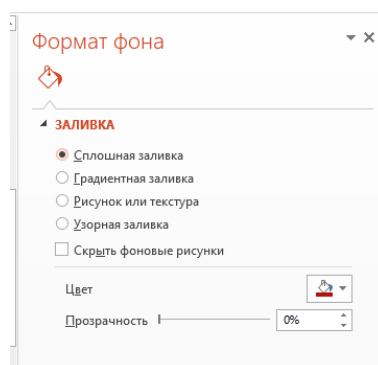 Формат фона
ЗАЛИВКА
Сплошная заливка
Градиентная заливка
Рисунок или текстура
Узорная заливка
Скрыть фоновые рисунки
Цвет
Прозрачность 0%